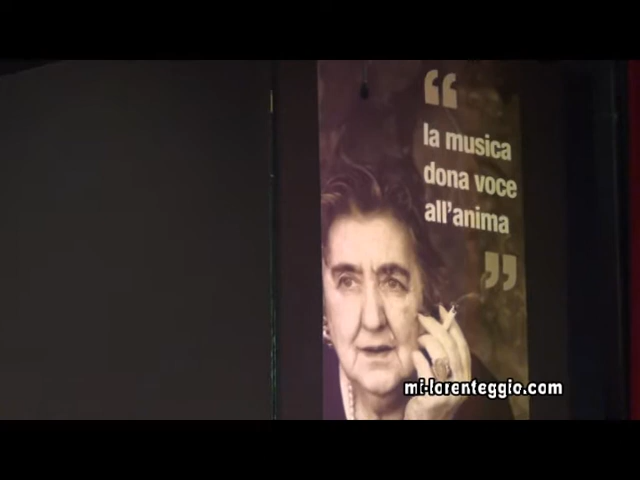 “
la musica
dona voce
all’anima
”
mi-lorenteggio.com